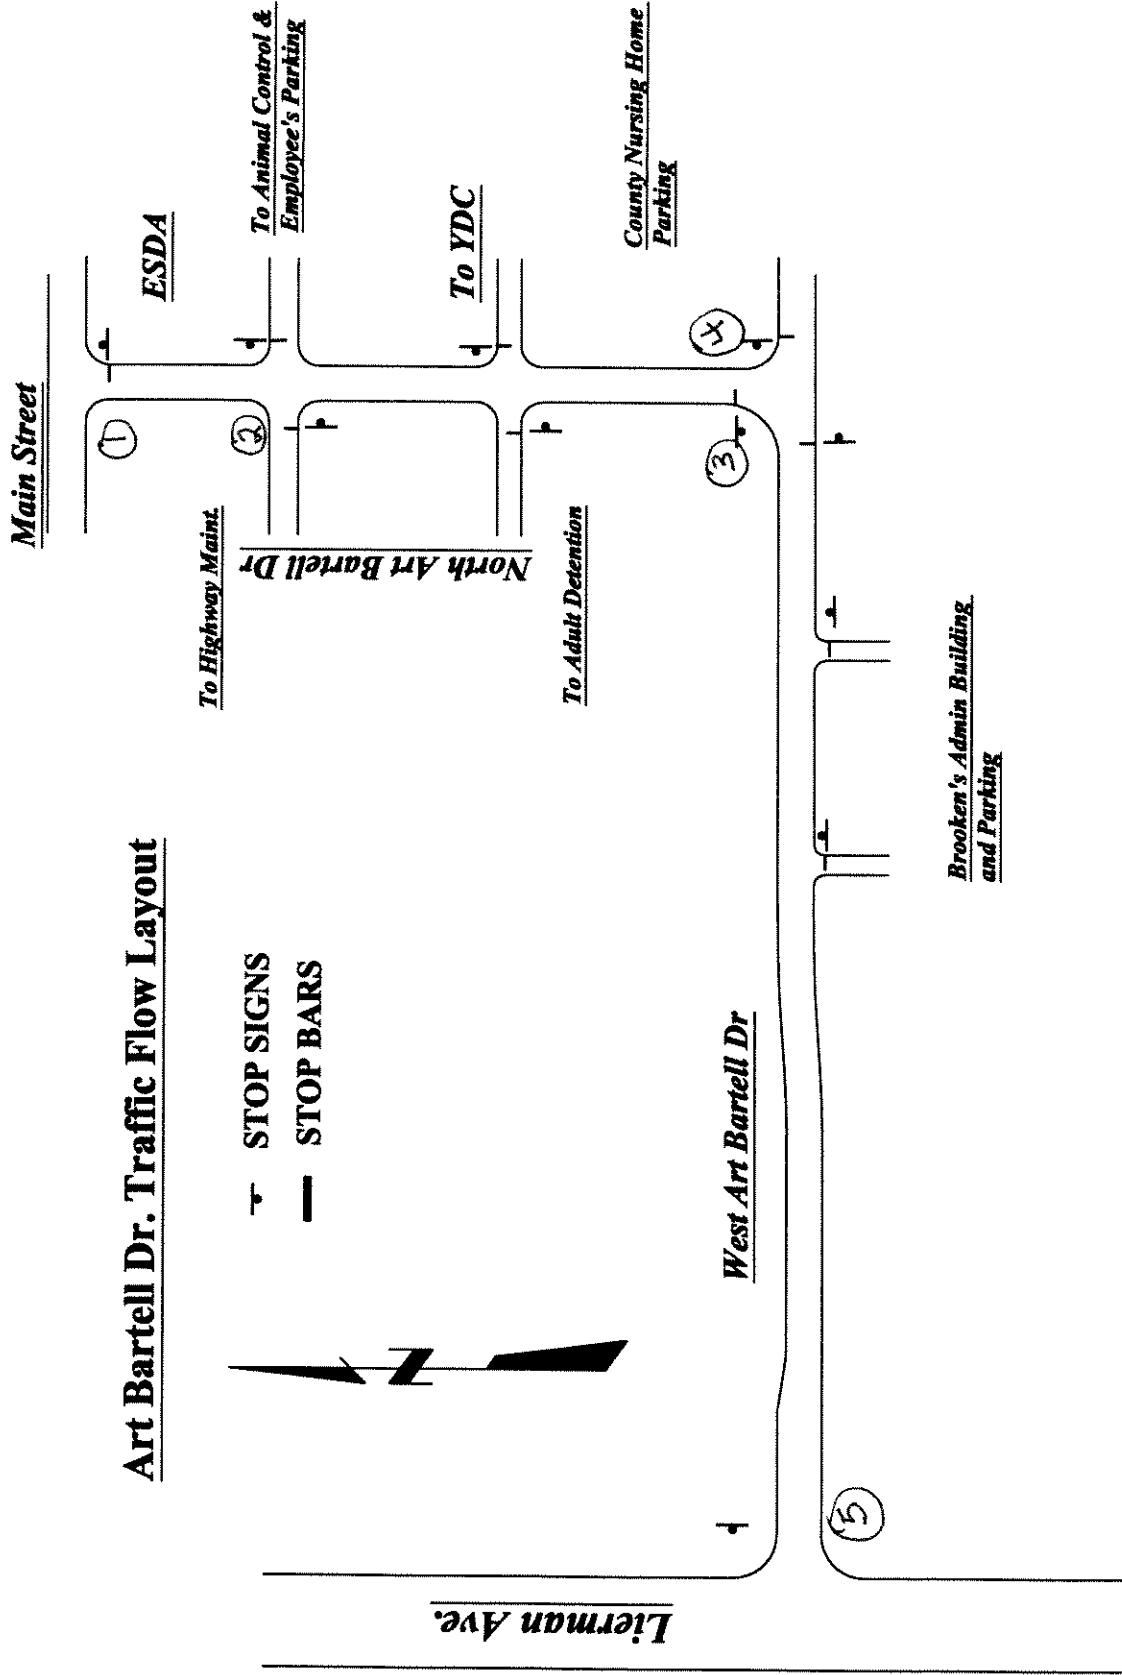 Art Bartell Dr. Traffic Flow Layout
STOP SIGNS
STOP BARS
Main Street
ESDA
To Animal Control &
Employee's Parking
To Highway Maint.
North Art Bartell Dr
To YDC
To Adult Detention
County Nursing Home
Parking
West Art Bartell Dr
Brooken's Admin Building
and Parking
Lierman Ave.
N
1
2
3
4
5